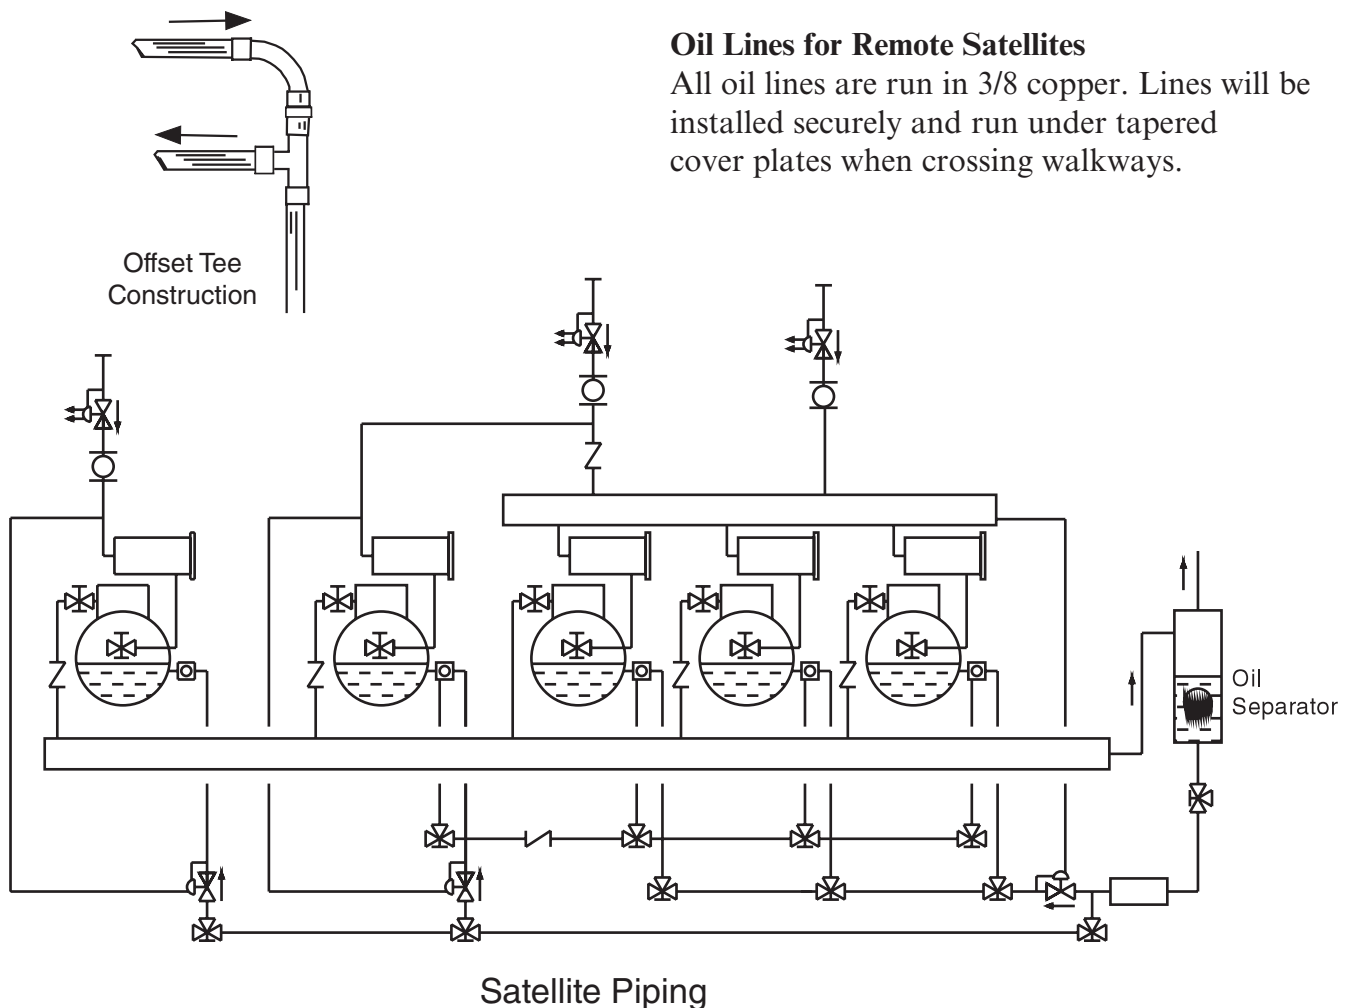 Oil Lines for Remote Satellites
All oil lines are run in 3/8 copper. Lines will be
installed securely and run under tapered
cover plates when crossing walkways.
Offset Tee
Construction
Oil
Separator
Satellite Piping